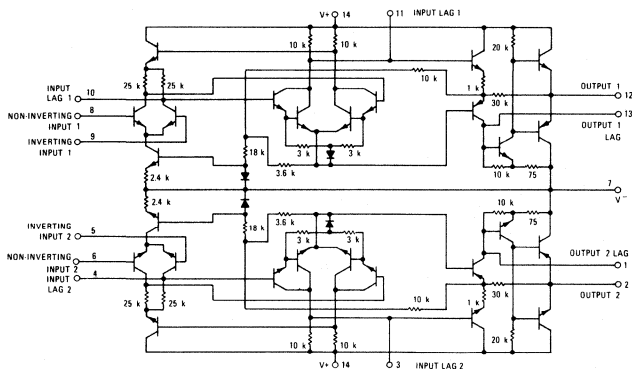 V+ 14
11 INPUT LAG 1
10 k
10 k
20 k
10 k
25 k
25 k
1 k
30 k
INPUT
LAG 1
10
OUTPUT 1
12
NON-INVERTING
INPUT 1
8
13
OUTPUT 1
LAG
INVERTING
INPUT 1
9
3 k
3 k
18 k
3.6 k
10 k
75
2.4 k
7
V−
2.4 k
18 k
3.6 k
10 k
75
INVERTING
INPUT 2
5
3 k
3 k
NON-INVERTING
INPUT 2
6
OUTPUT 2 LAG
1
INPUT
LAG 2
4
30 k
2
OUTPUT 2
25 k
25 k
10 k
1 k
10 k
10 k
20 k
V+ 14
3 INPUT LAG 2